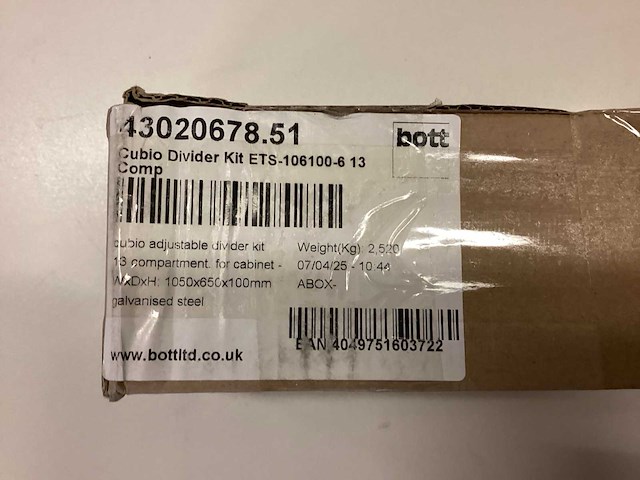 43020678.51
bott
Cubio Divider Kit ETS-106100-6 13
Comp
cubio adjustable divider kit
13 compartment. for cabinet -
WxDxH: 1050x650x100mm
galvanised steel
Weight(Kg) 2,520
07/04/25 - 10:44
ABOX-
EAN 4049751603722
www.bottltd.co.uk